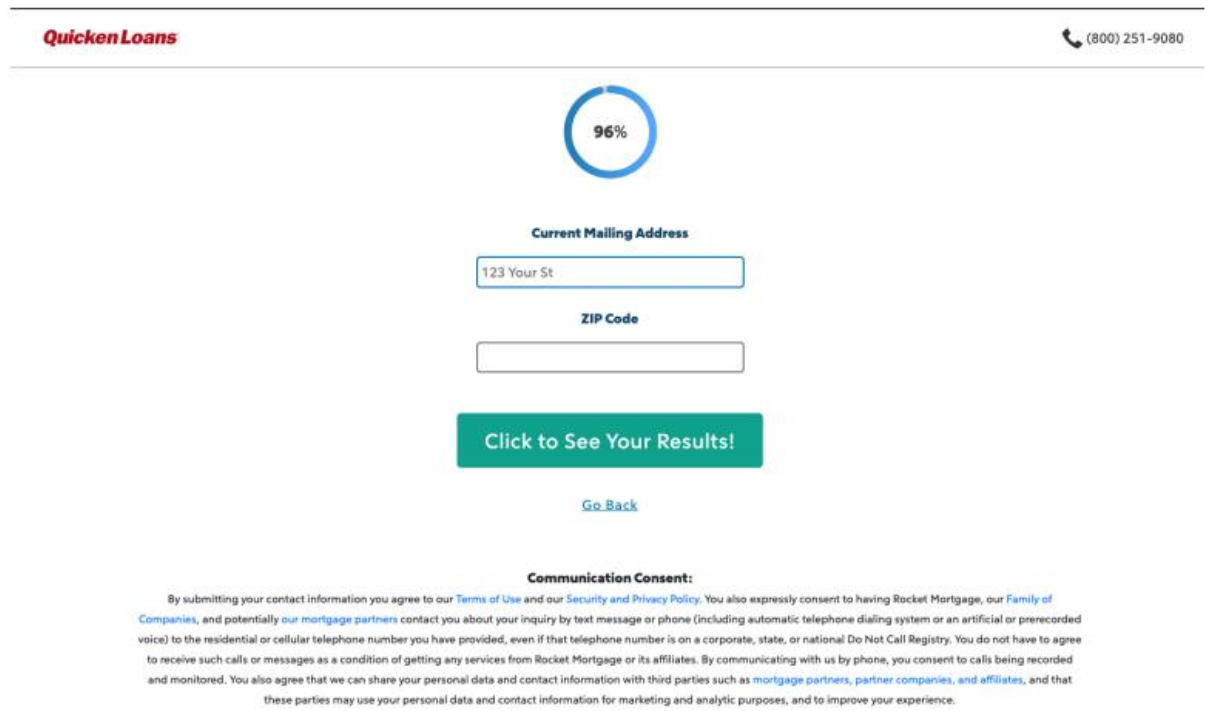 Quicken Loans
(800) 251-9080
96%
Current Mailing Address
123 Your St
ZIP Code
Click to See Your Results!
Go Back
Communication Consent:
By submitting your contact information you agree to our Terms of Use and our Security and Privacy Policy. You also expressly consent to having Rocket Mortgage, our Family of
Companies, and potentially our mortgage partners contact you about your inquiry by text message or phone (including automatic telephone dialing system or an artificial or prerecorded
voice) to the residential or cellular telephone number you have provided, even if that telephone number is on a corporate, state, or national Do Not Call Registry. You do not have to agree
to receive such calls or messages as a condition of getting any services from Rocket Mortgage or its affiliates. By communicating with us by phone, you consent to calls being recorded
and monitored. You also agree that we can share your personal data and contact information with third parties such as mortgage partners, partner companies, and affiliates, and that
these parties may use your personal data and contact information for marketing and analytic purposes, and to improve your experience.